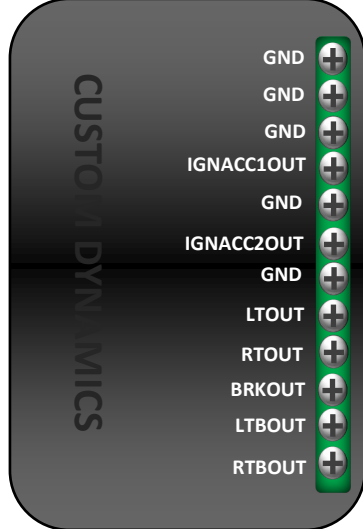 CUSTOM DYNAMICS
GND
GND
GND
IGNACC1OUT
GND
IGNACC2OUT
GND
LTOUT
RTOUT
BRKOUT
LTBOUT
RTBOUT